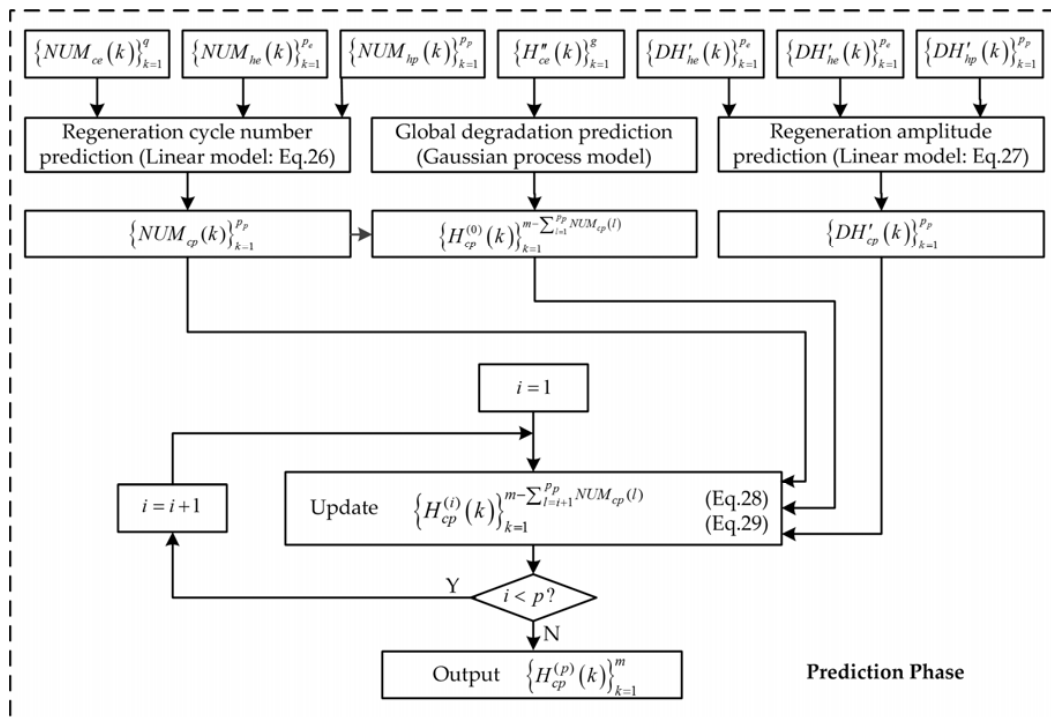 {NUM_ce(k)}_{k=1}^{q}
{NUM_he(k)}_{k=1}^{p_e}
{NUM_hp(k)}_{k=1}^{p_p}
{H″_ce(k)}_{k=1}^{g}
{DH′_he(k)}_{k=1}^{p_e}
{DH′_he(k)}_{k=1}^{p_e}
{DH′_hp(k)}_{k=1}^{p_p}
Regeneration cycle number
prediction (Linear model: Eq.26)
Global degradation prediction
(Gaussian process model)
Regeneration amplitude
prediction (Linear model: Eq.27)
{NUM_cp(k)}_{k=1}^{p_p}
{H_cp^{(0)}(k)}_{k=1}^{m-∑_{l=1}^{p_p} NUM_cp(l)}
{DH′_cp(k)}_{k=1}^{p_p}
i = 1
i = i+1
Update {H_cp^{(i)}(k)}_{k=1}^{m-∑_{l=i+1}^{p_p} NUM_cp(l)} (Eq.28)
(Eq.29)
Y
i < p?
N
Output {H_cp^{(p)}(k)}_{k=1}^{m}
Prediction Phase